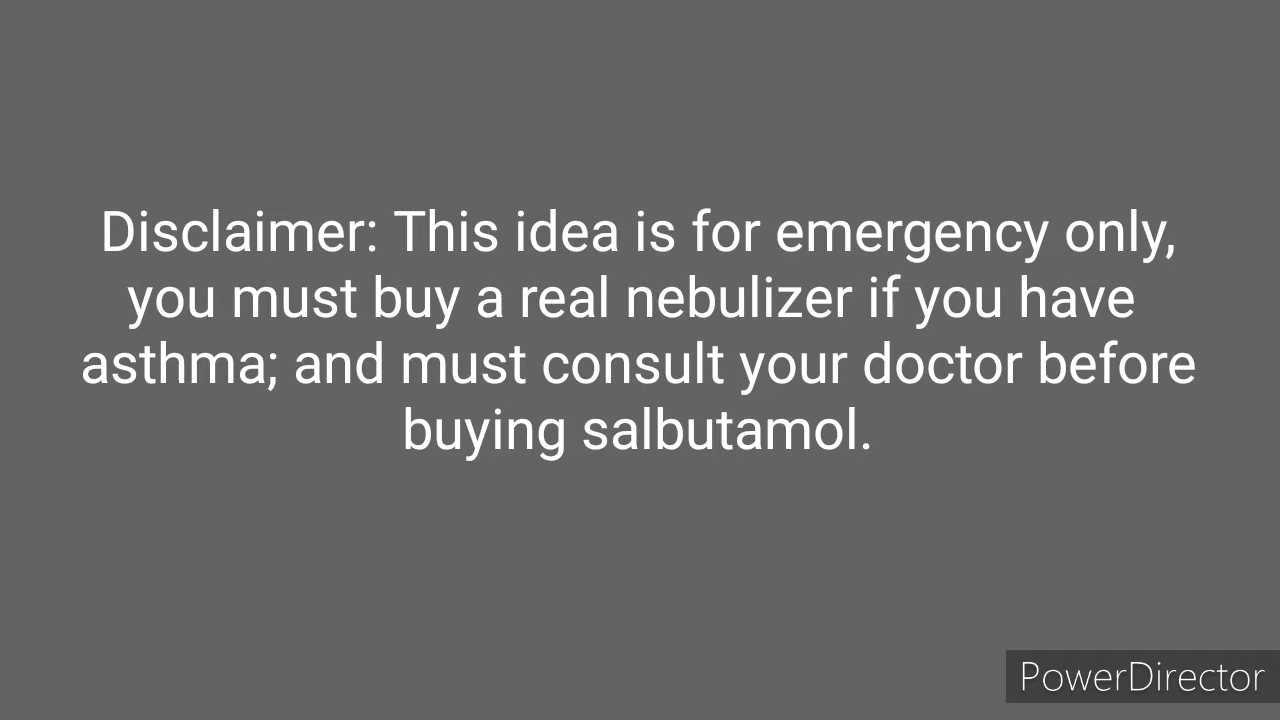 Disclaimer: This idea is for emergency only,
you must buy a real nebulizer if you have
asthma; and must consult your doctor before
buying salbutamol.
PowerDirector